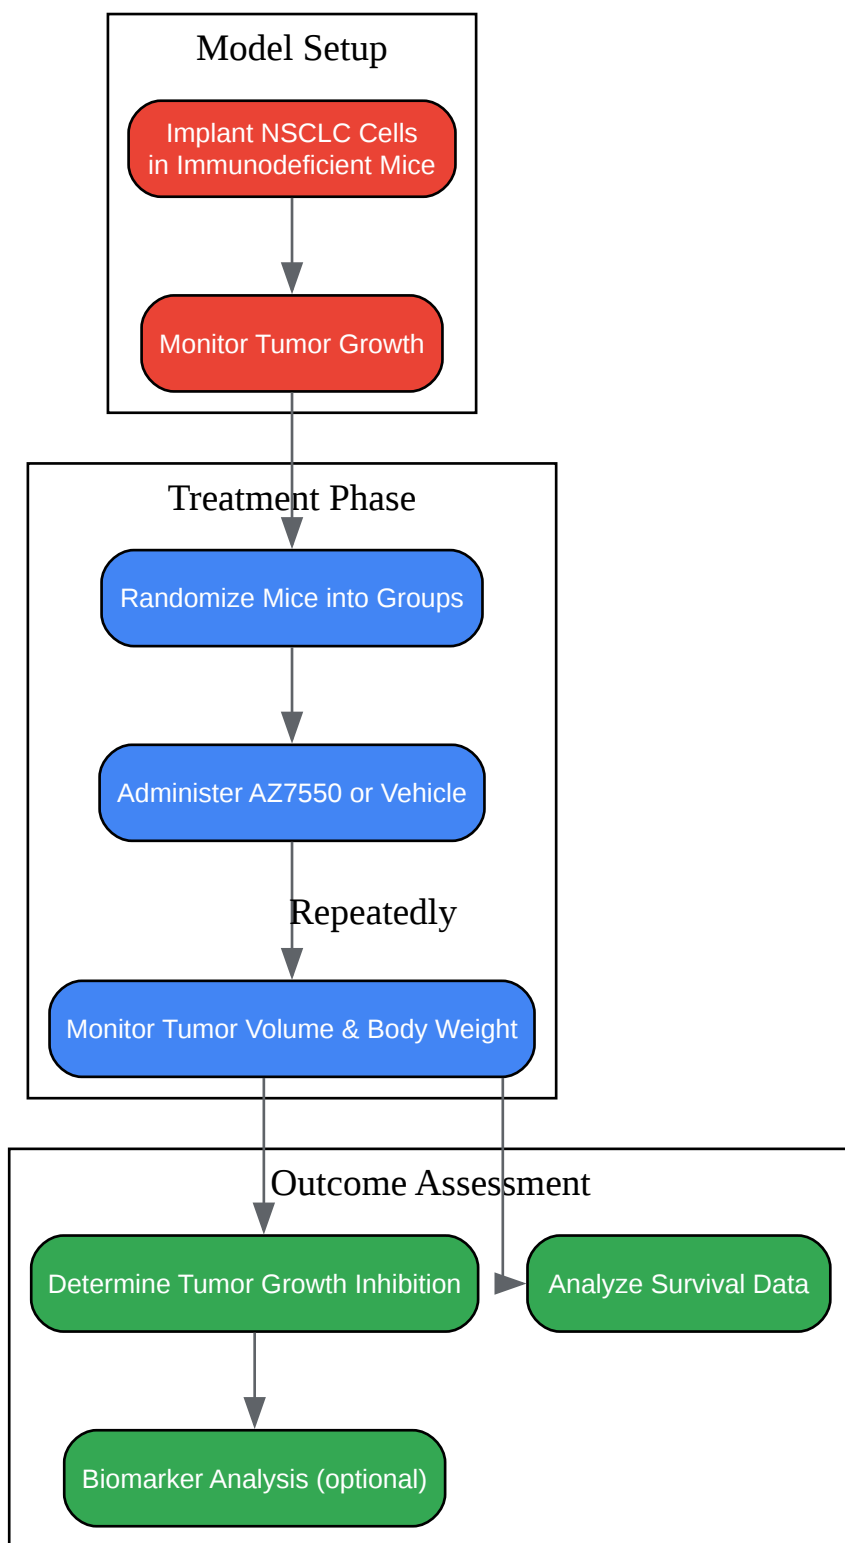 Model Setup
Implant NSCLC Cells
in Immunodeficient Mice
Monitor Tumor Growth
Treatment Phase
Randomize Mice into Groups
Administer AZ7550 or Vehicle
Repeatedly
Monitor Tumor Volume & Body Weight
Outcome Assessment
Determine Tumor Growth Inhibition
Analyze Survival Data
Biomarker Analysis (optional)